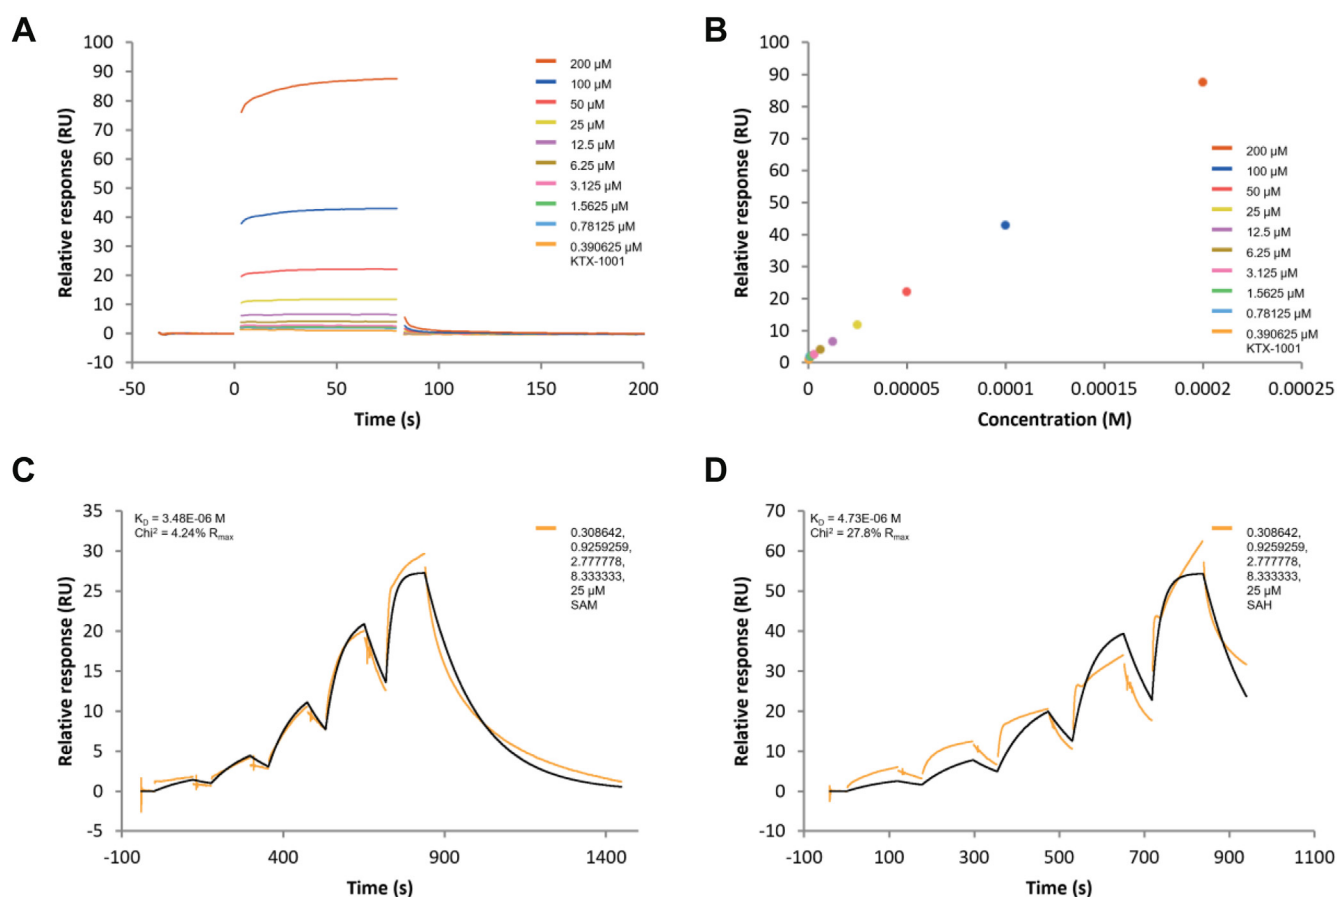 A
100
90
80
70
60
50
40
30
20
10
0
-10
-50
0
50
100
150
200
Relative response (RU)
Time (s)
200 µM
100 µM
50 µM
25 µM
12.5 µM
6.25 µM
3.125 µM
1.5625 µM
0.78125 µM
0.390625 µM
KTX-1001
B
100
90
80
70
60
50
40
30
20
10
0
0
0.00005
0.0001
0.00015
0.0002
0.00025
Relative response (RU)
Concentration (M)
200 µM
100 µM
50 µM
25 µM
12.5 µM
6.25 µM
3.125 µM
1.5625 µM
0.78125 µM
0.390625 µM
KTX-1001
C
35
30
25
20
15
10
5
0
-5
-100
400
900
1400
Relative response (RU)
Time (s)
K_D = 3.48E-06 M
Chi² = 4.24% R_max
0.308642,
0.9259259,
2.777778,
8.333333,
25 µM
SAM
D
70
60
50
40
30
20
10
0
-10
-100
100
300
500
700
900
1100
Relative response (RU)
Time (s)
K_D = 4.73E-06 M
Chi² = 27.8% R_max
0.308642,
0.9259259,
2.777778,
8.333333,
25 µM
SAH